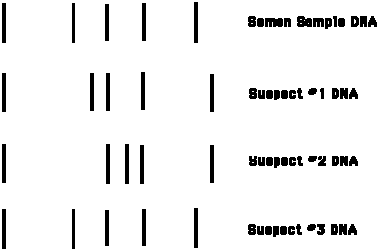 Semen Sample DNA
Suspect #1 DNA
Suspect #2 DNA
Suspect #3 DNA